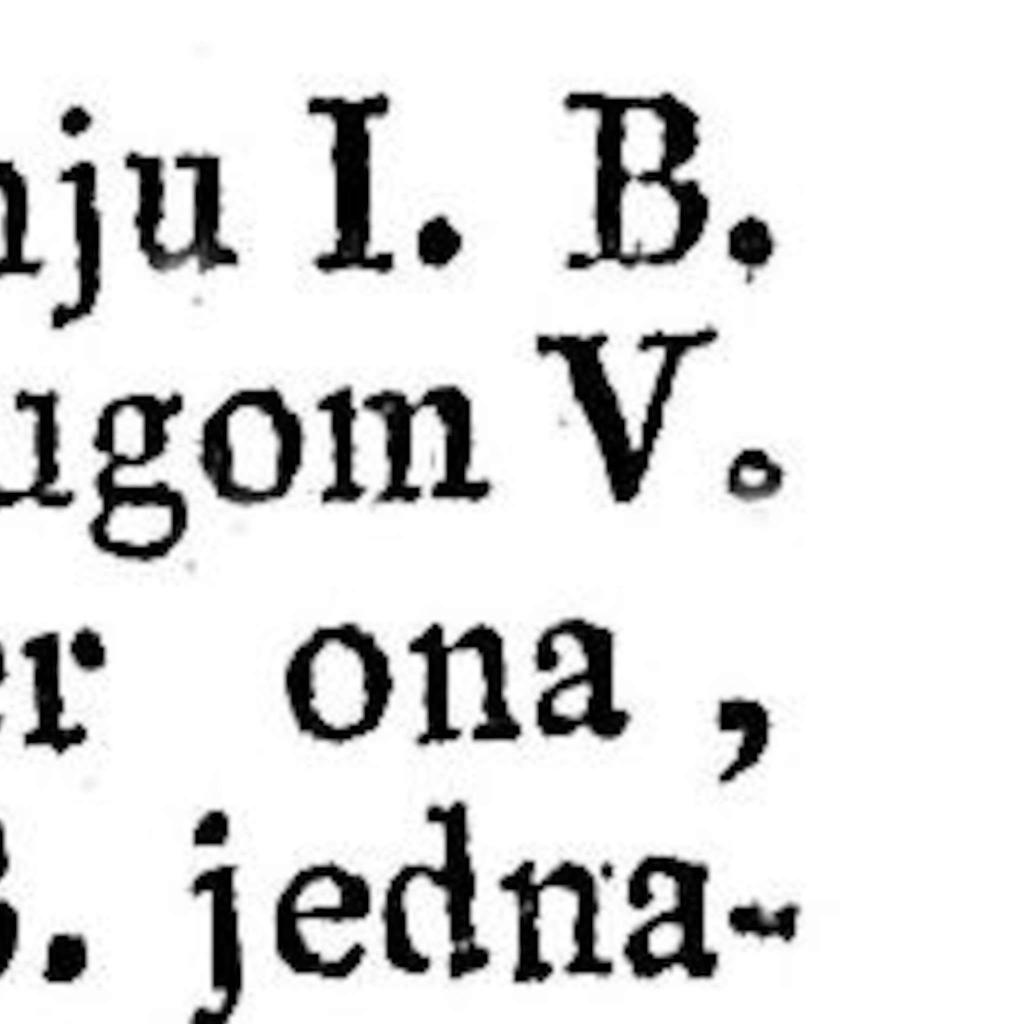 nju I. B.
ugom V.
er ona,
B. jedna-